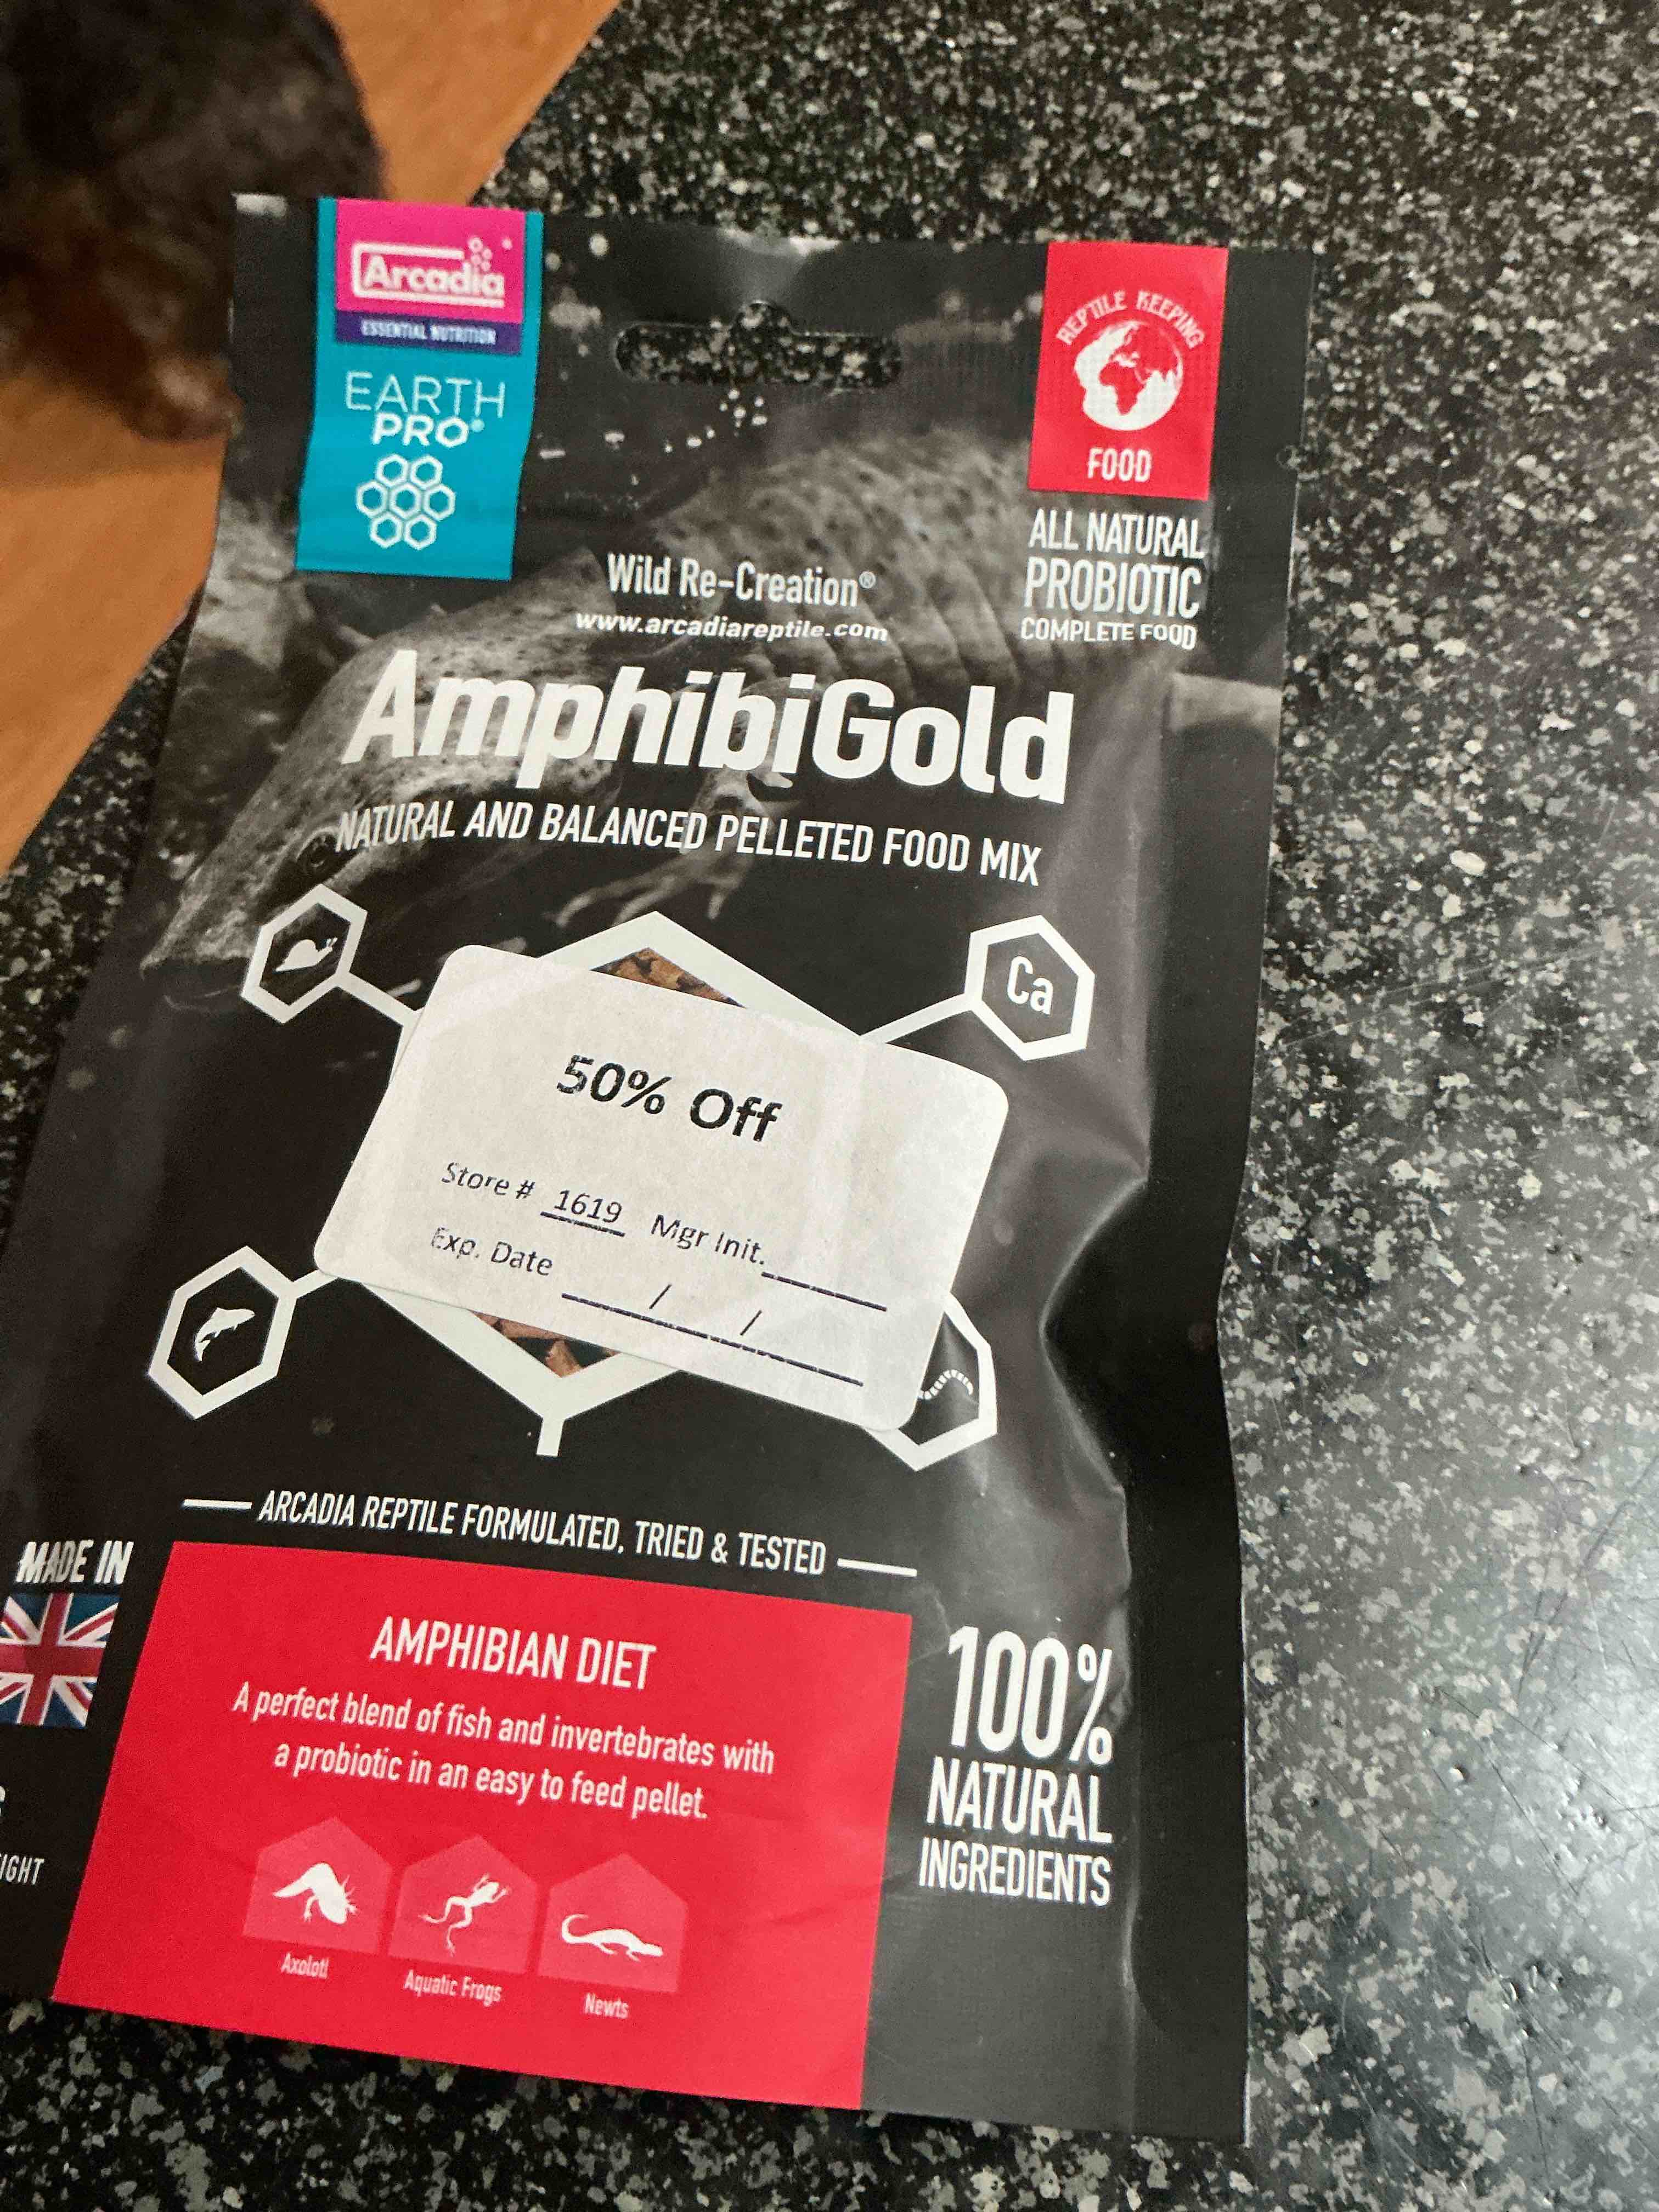 Arcadia
ESSENTIAL NUTRITION
EARTH
PRO®
REPTILE KEEPING
FOOD
ALL NATURAL
PROBIOTIC
COMPLETE FOOD
Wild Re-Creation®
www.arcadiareptile.com
AmphibiGold
NATURAL AND BALANCED PELLETED FOOD MIX
Ca
50% Off
Store # 1619 Mgr Init.
Exp. Date / /
ARCADIA REPTILE FORMULATED, TRIED & TESTED
MADE IN
AMPHIBIAN DIET
A perfect blend of fish and invertebrates with
a probiotic in an easy to feed pellet.
Axolotl
Aquatic Frogs
Newts
100%
NATURAL
INGREDIENTS